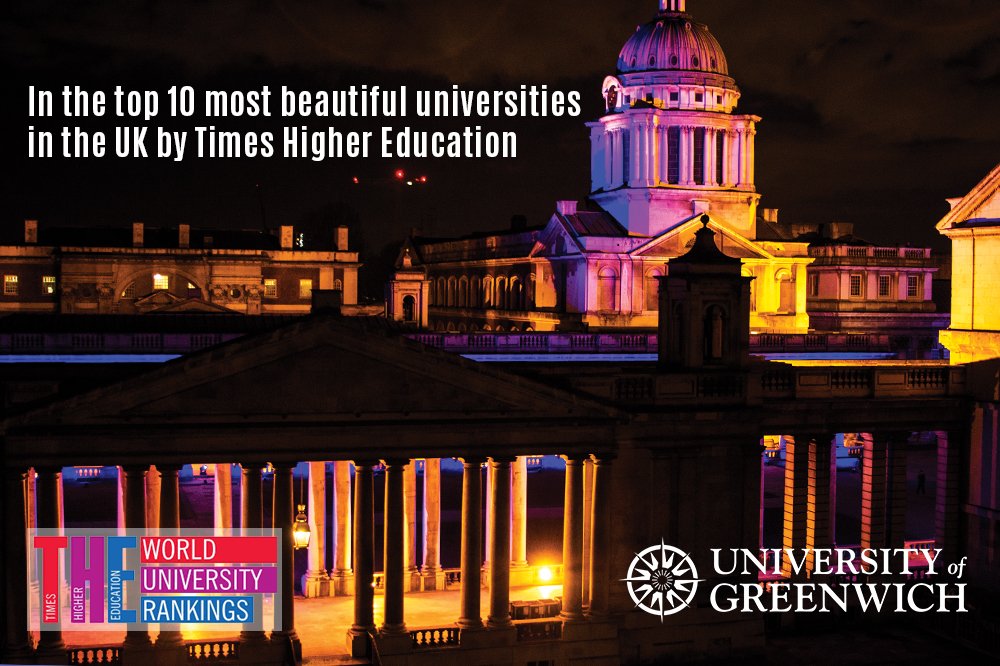 In the top 10 most beautiful universities
in the UK by Times Higher Education
THE
TIMES
HIGHER
EDUCATION
WORLD
UNIVERSITY
RANKINGS
UNIVERSITY of
GREENWICH